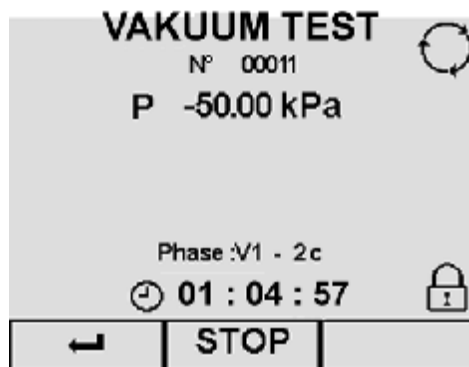 VAKUUM TEST
N° 00011
P -50.00 kPa
Phase :V1 - 2c
01 : 04 : 57
STOP